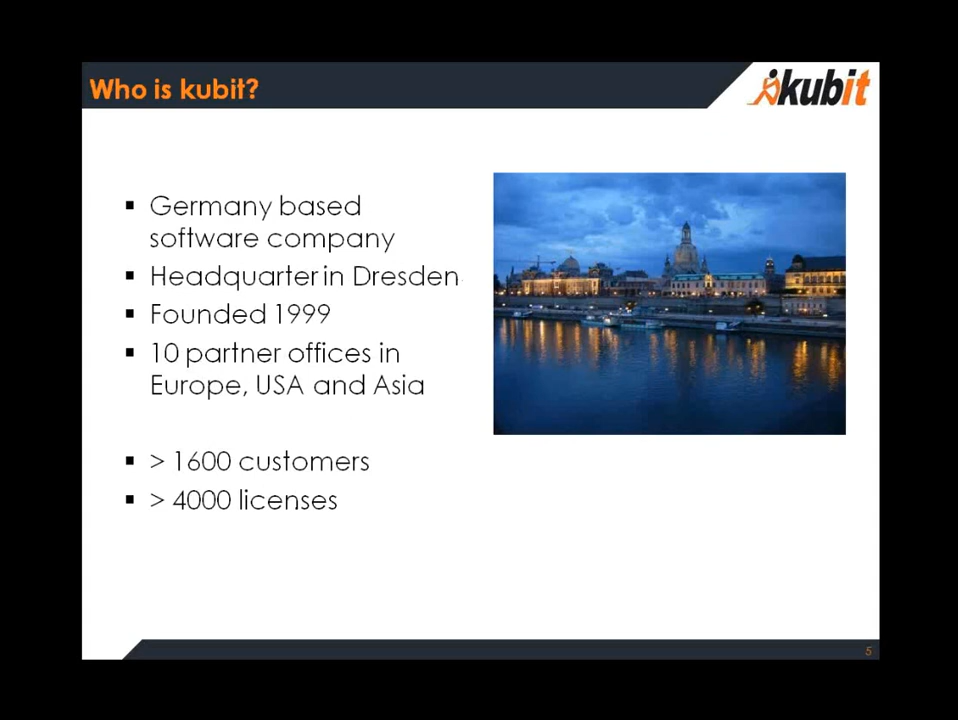 Who is kubit?
kubit
▪ Germany based
software company
▪ Headquarter in Dresden
▪ Founded 1999
▪ 10 partner offices in
Europe, USA and Asia
▪ > 1600 customers
▪ > 4000 licenses
5